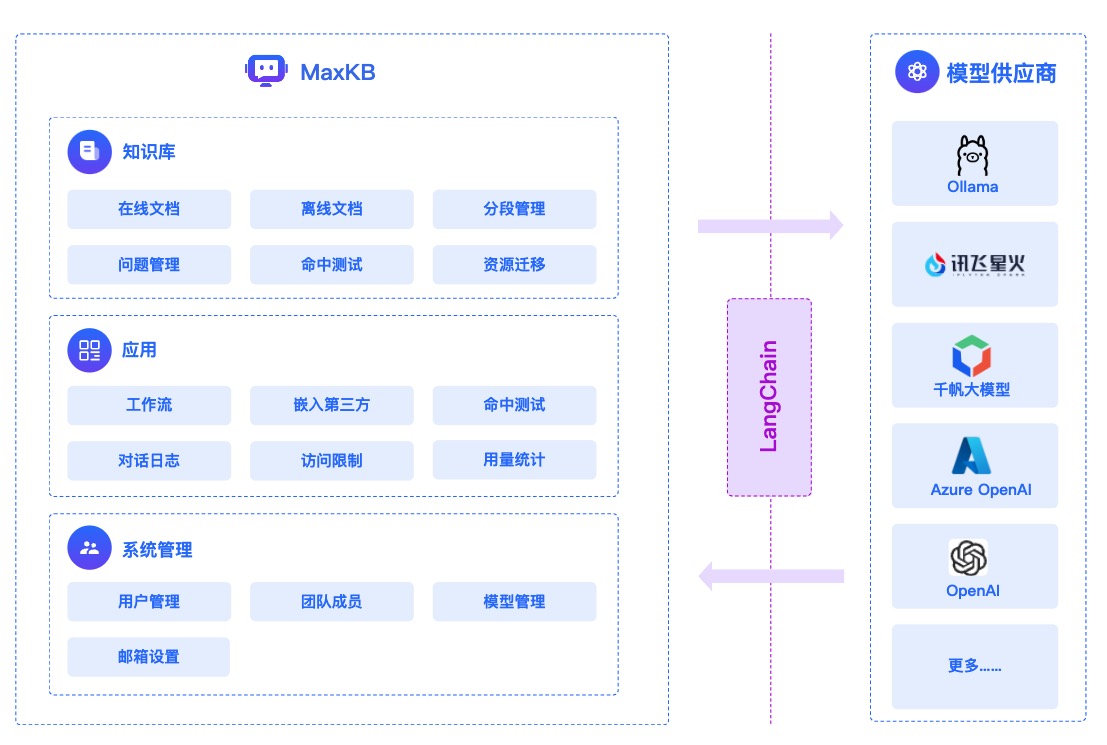 MaxKB
知识库
在线文档
离线文档
分段管理
问题管理
命中测试
资源迁移
应用
工作流
嵌入第三方
命中测试
对话日志
访问限制
用量统计
系统管理
用户管理
团队成员
模型管理
邮箱设置
LangChain
模型供应商
Ollama
讯飞星火
千帆大模型
Azure OpenAI
OpenAI
更多......